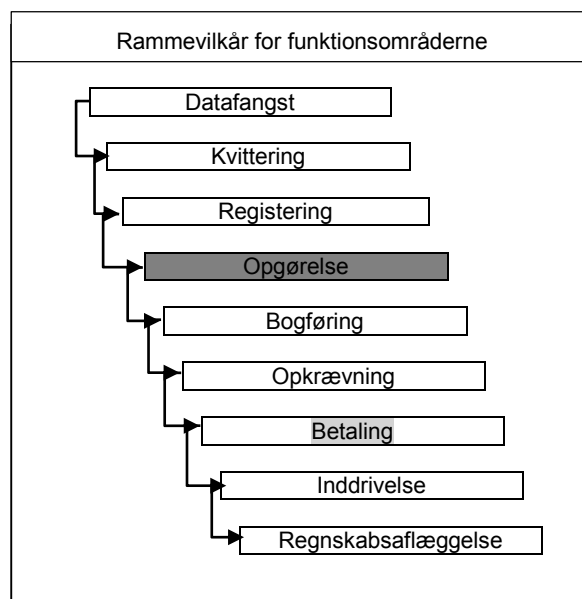 Rammevilkår for funktionsområderne
Datafangst
Kvittering
Registering
Opgørelse
Bogføring
Opkrævning
Betaling
Inddrivelse
Regnskabsaflæggelse